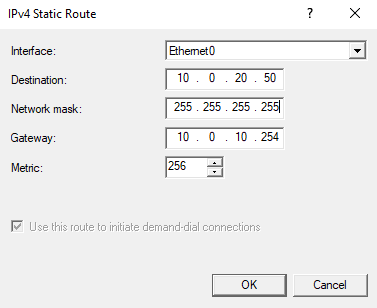 IPv4 Static Route ? ×
Interface: Ethernet0
Destination: 10 . 0 . 20 . 50
Network mask: 255 . 255 . 255 . 255
Gateway: 10 . 0 . 10 . 254
Metric: 256
Use this route to initiate demand-dial connections
OK Cancel